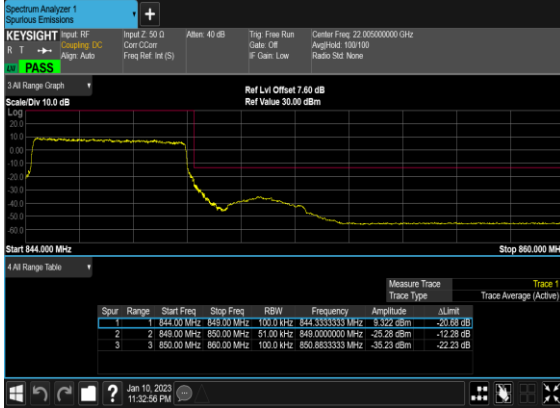 Spectrum Analyzer 1
Spurious Emissions
+
KEYSIGHT Input: RF Input Z: 50 Ω Atten: 40 dB Trig: Free Run Center Freq: 22.005000000 GHz
R T Coupling: DC Corr CCorr Gate: Off Avg|Hold: 100/100
Align: Auto Freq Ref: Int (S) IF Gain: Low Radio Std: None
PASS
3 All Range Graph
Ref Lvl Offset 7.60 dB
Scale/Div 10.0 dB Ref Value 30.00 dBm
Log
20.0
10.0
0.00
-10.0
-20.0
-30.0
-40.0
-50.0
-60.0
Start 844.000 MHz Stop 860.000 MH
4 All Range Table
Measure Trace Trace 1
Trace Type Trace Average (Active)
Spur Range Start Freq Stop Freq RBW Frequency Amplitude ΔLimit
1 1 844.00 MHz 849.00 MHz 100.0 kHz 844.3333333 MHz 9.322 dBm -20.68 dB
2 2 849.00 MHz 850.00 MHz 51.00 kHz 849.0000000 MHz -25.28 dBm -12.28 dB
3 3 850.00 MHz 860.00 MHz 100.0 kHz 850.8833333 MHz -35.23 dBm -22.23 dB
? Jan 10, 2023
11:32:56 PM